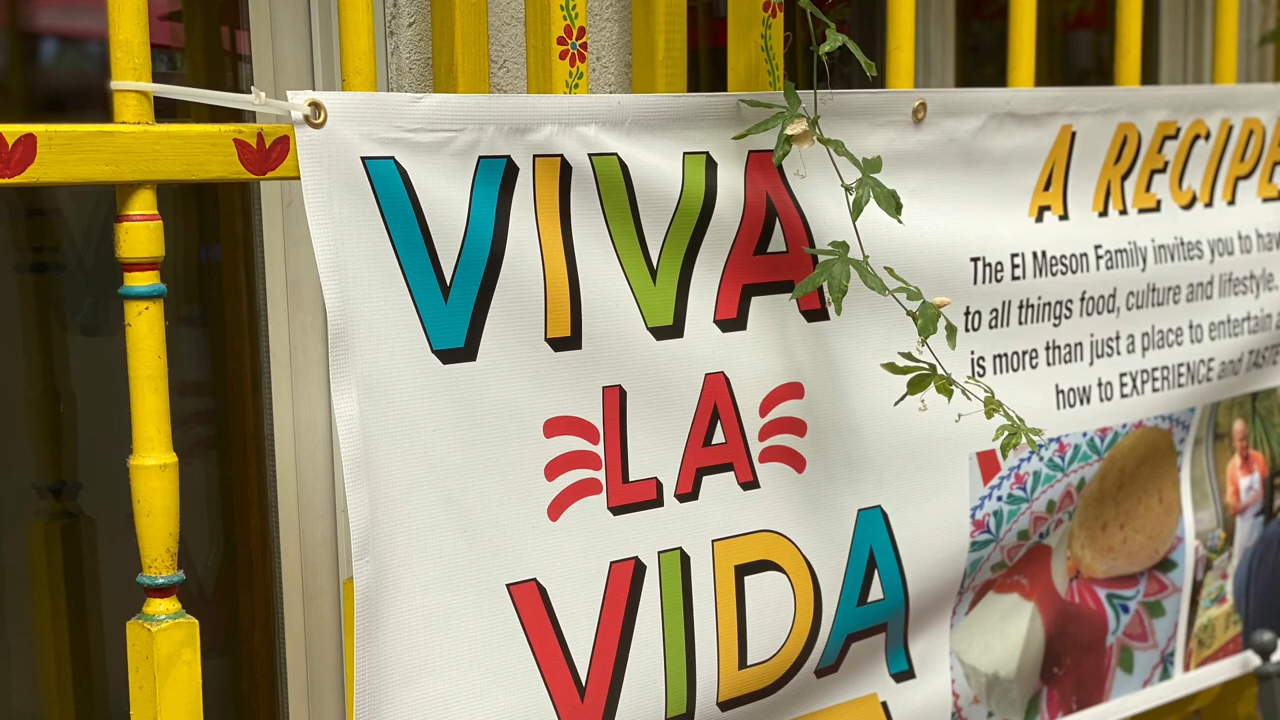 VIVA
LA
VIDA
A RECIPE
The El Meson Family invites you to
to all things food, culture and lifestyle.
is more than just a place to entertain
how to EXPERIENCE and TASTE